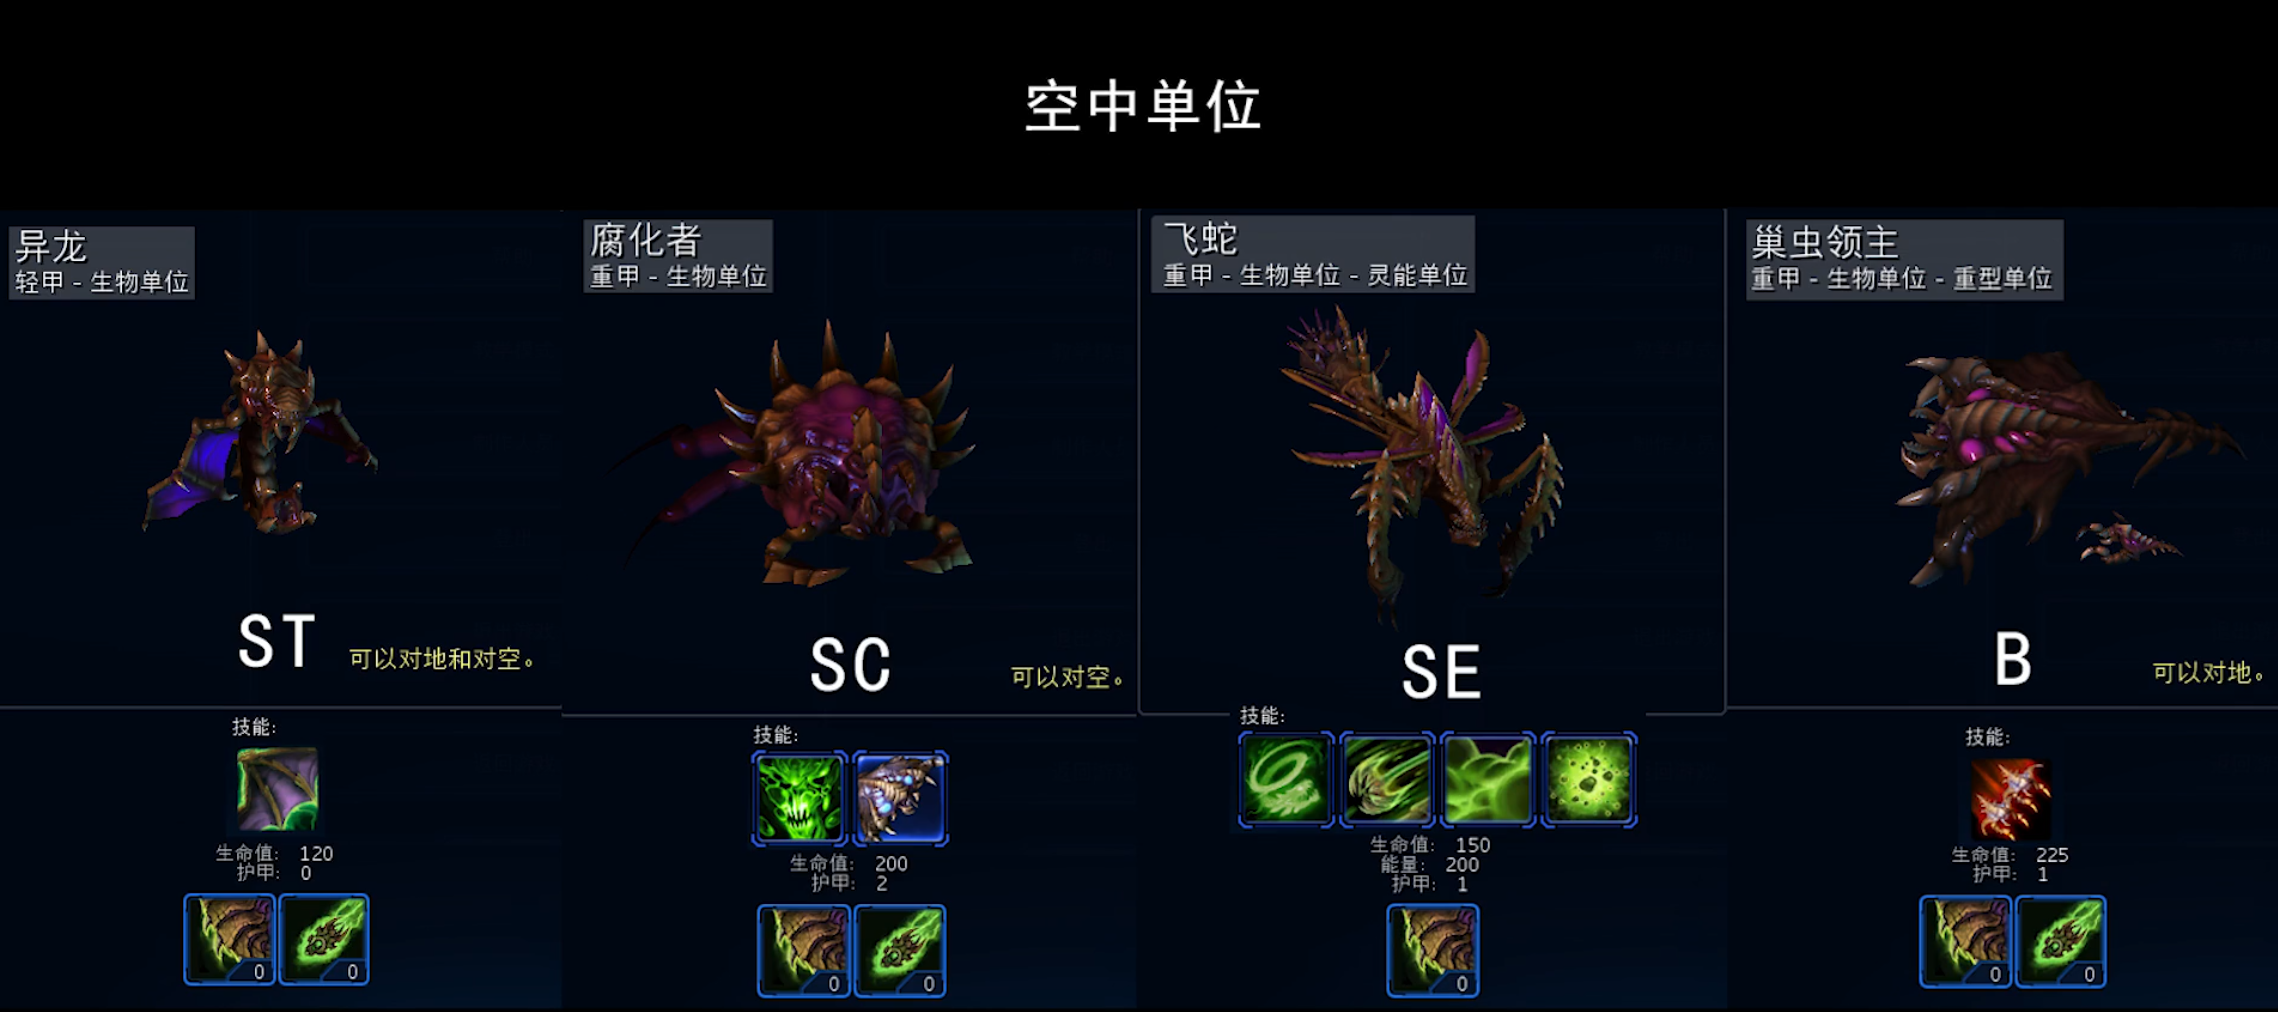 空中单位
异龙
轻甲 - 生物单位
ST
可以对地和对空。
技能:
生命值: 120
护甲: 0
0
0
腐化者
重甲 - 生物单位
SC
可以对空。
技能:
生命值: 200
护甲: 2
0
0
飞蛇
重甲 - 生物单位 - 灵能单位
SE
技能:
生命值: 150
能量: 200
护甲: 1
0
巢虫领主
重甲 - 生物单位 - 重型单位
B
可以对地。
技能:
生命值: 225
护甲: 1
0
0